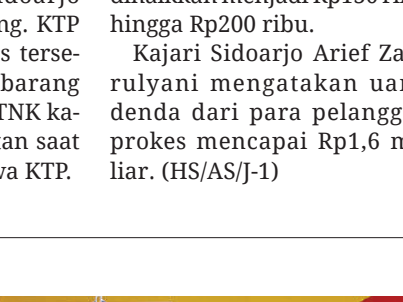 ng. KTP
s terse-
barang
TNK ka-
tan saat
wa KTP.
hingga Rp200 ribu.
Kajari Sidoarjo Arief Za
rulyani mengatakan uan
denda dari para pelangg
prokes mencapai Rp1,6 m
liar. (HS/AS/J-1)